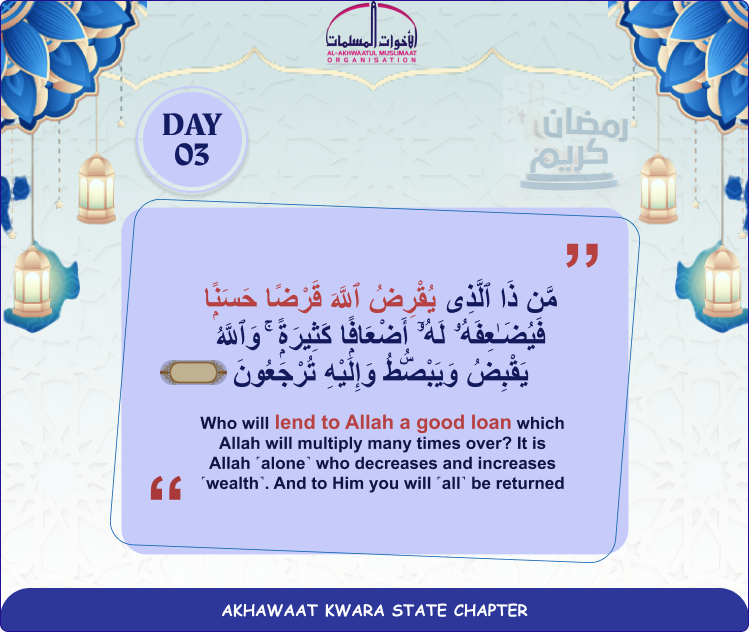 الأخوات المسلمات
AL-AKHWAATUL MUSLIMAAT
ORGANISATION
DAY
03
رمضان
كريم
مَّن ذَا ٱلَّذِى يُقْرِضُ ٱللَّهَ قَرْضًا حَسَنًۭا
فَيُضَـٰعِفَهُۥ لَهُۥٓ أَضْعَافًۭا كَثِيرَةًۭ ۚ وَٱللَّهُ
يَقْبِضُ وَيَبْصُۜطُ وَإِلَيْهِ تُرْجَعُونَ
Who will lend to Allah a good loan which
Allah will multiply many times over? It is
Allah ˹alone˺ who decreases and increases
˹wealth˺. And to Him you will ˹all˺ be returned
AKHAWAAT KWARA STATE CHAPTER